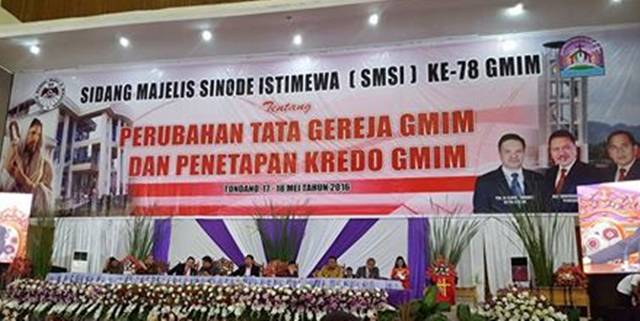 SIDANG MAJELIS SINODE ISTIMEWA ( SMSI ) KE-78 GMIM
Tentang
PERUBAHAN TATA GEREJA GMIM
DAN PENETAPAN KREDO GMIM
TONDANO, 17 - 18 MEI TAHUN 2016